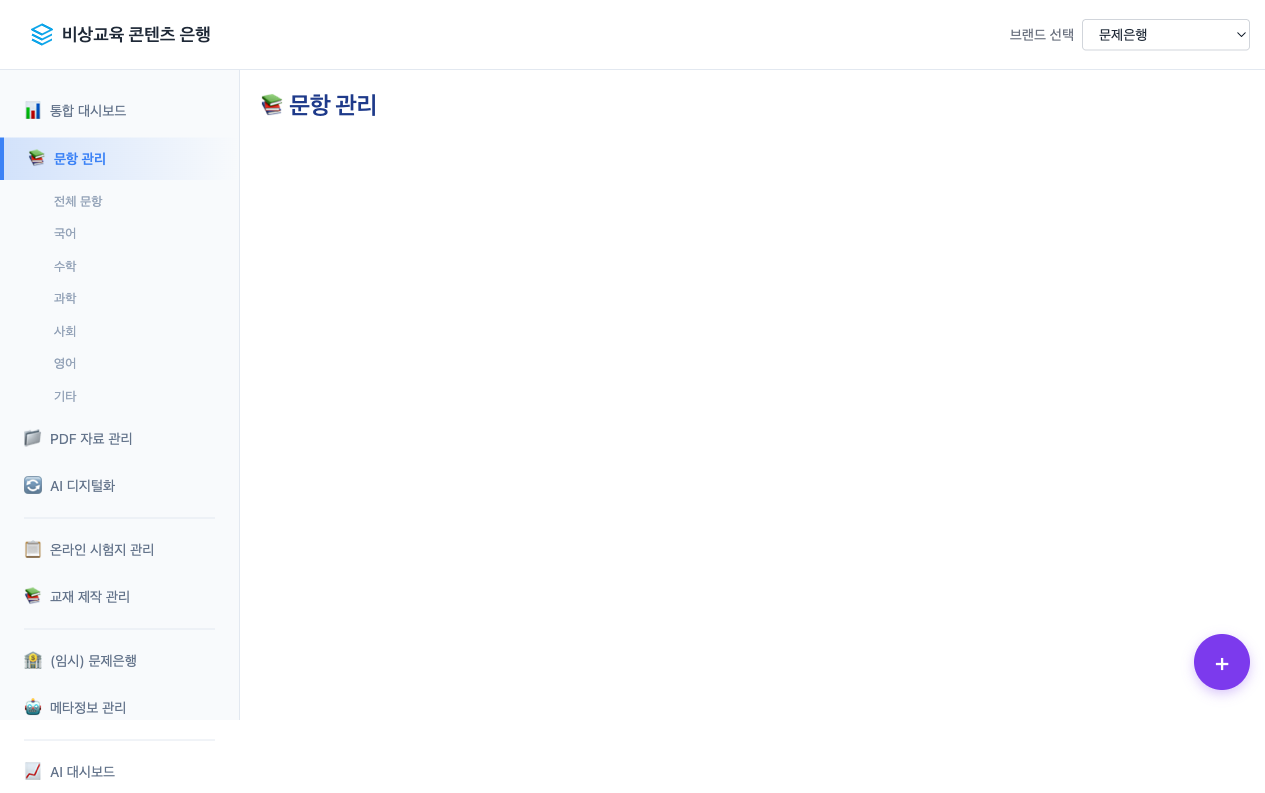 비상교육 콘텐츠 은행
브랜드 선택
문제은행
통합 대시보드
문항 관리
전체 문항
국어
수학
과학
사회
영어
기타
PDF 자료 관리
AI 디지털화
온라인 시험지 관리
교재 제작 관리
(임시) 문제은행
메타정보 관리
AI 대시보드
문항 관리
+